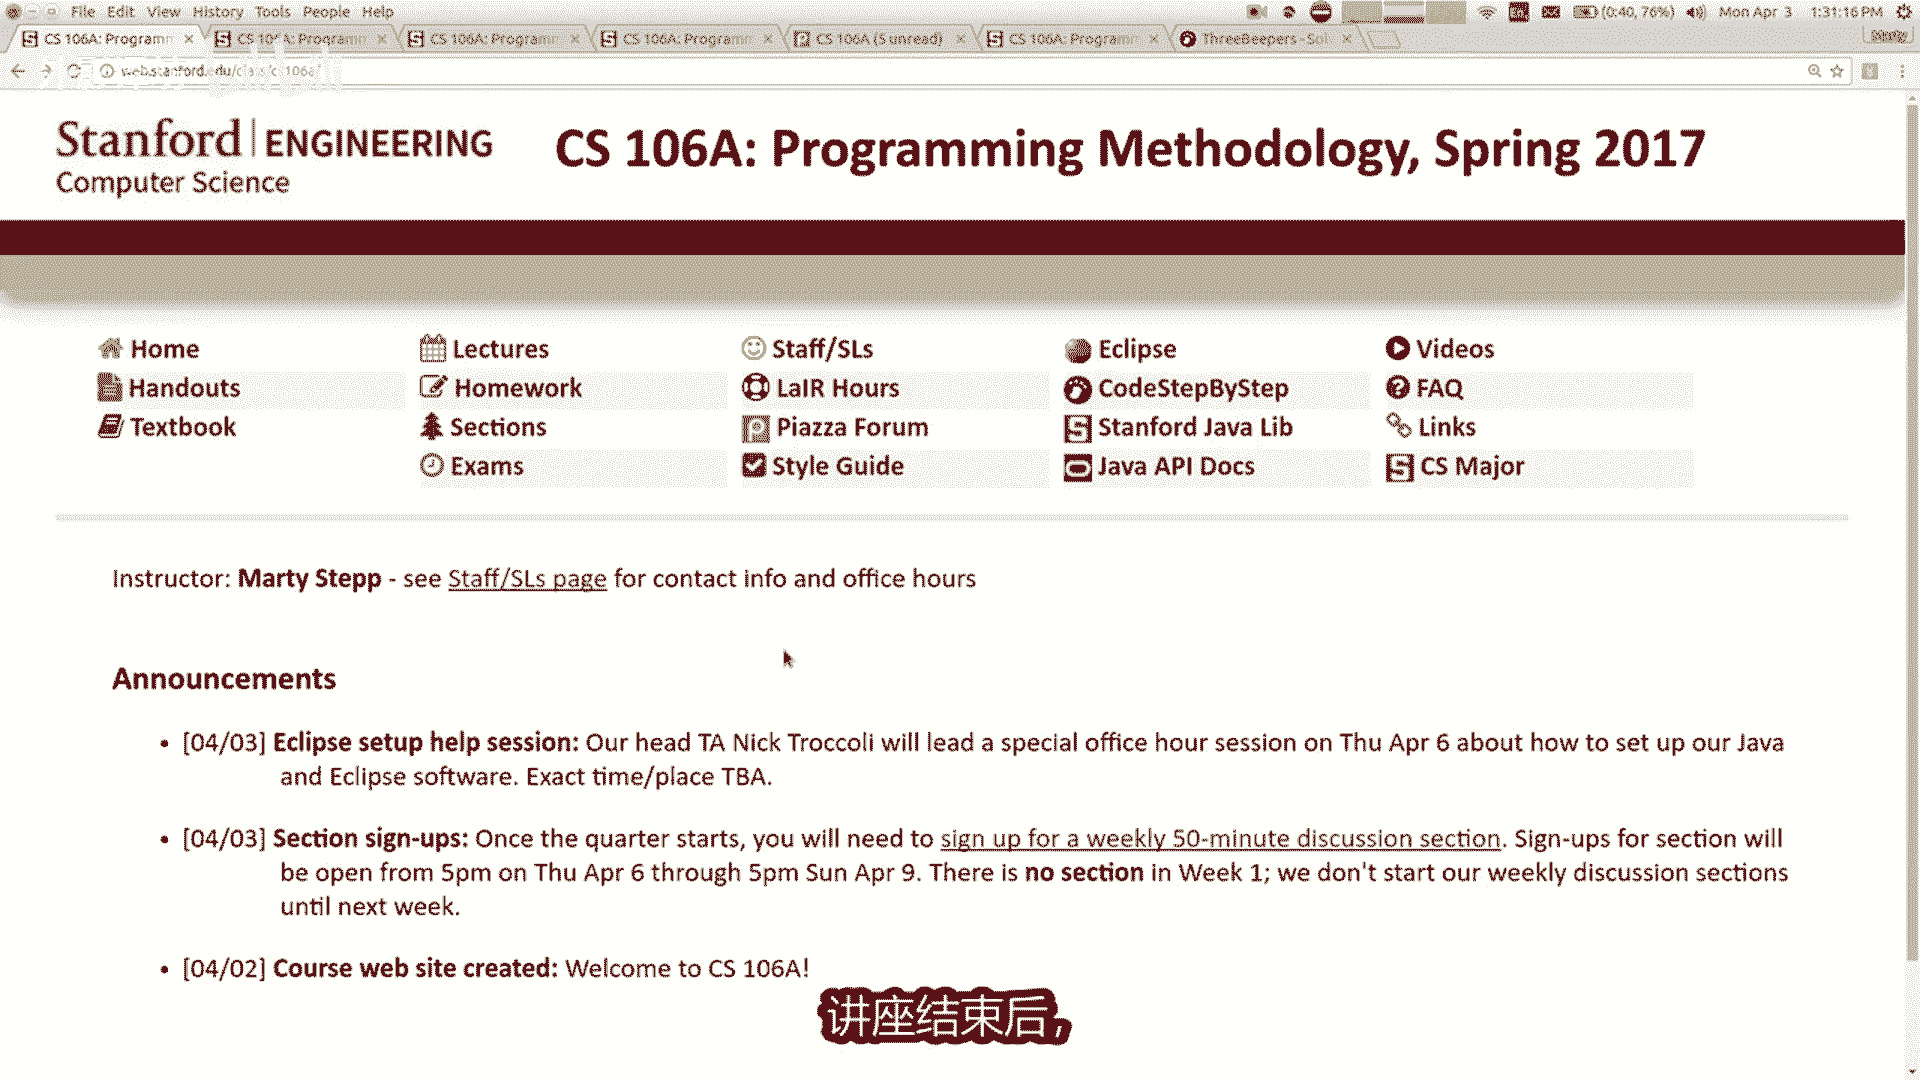 File Edit View History Tools People Help
(0:40, 76%) Mon Apr 3 1:31:16 PM
CS 106A: Programm CS 106A: Programm CS 106A: Programm CS 106A: Programm CS 106A (5 unread) CS 106A: Programm ThreeBeepers - Sol
web.stanford.edu/class/cs106a/
Stanford ENGINEERING
Computer Science
CS 106A: Programming Methodology, Spring 2017
Home Lectures Staff/SLs Eclipse Videos
Handouts Homework LaIR Hours CodeStepByStep FAQ
Textbook Sections Piazza Forum Stanford Java Lib Links
Exams Style Guide Java API Docs CS Major
Instructor: Marty Stepp - see Staff/SLs page for contact info and office hours
Announcements
• [04/03] Eclipse setup help session: Our head TA Nick Troccoli will lead a special office hour session on Thu Apr 6 about how to set up our Java
and Eclipse software. Exact time/place TBA.
• [04/03] Section sign-ups: Once the quarter starts, you will need to sign up for a weekly 50-minute discussion section. Sign-ups for section will
be open from 5pm on Thu Apr 6 through 5pm Sun Apr 9. There is no section in Week 1; we don't start our weekly discussion sections
until next week.
• [04/02] Course web site created: Welcome to CS 106A!
讲座结束后，